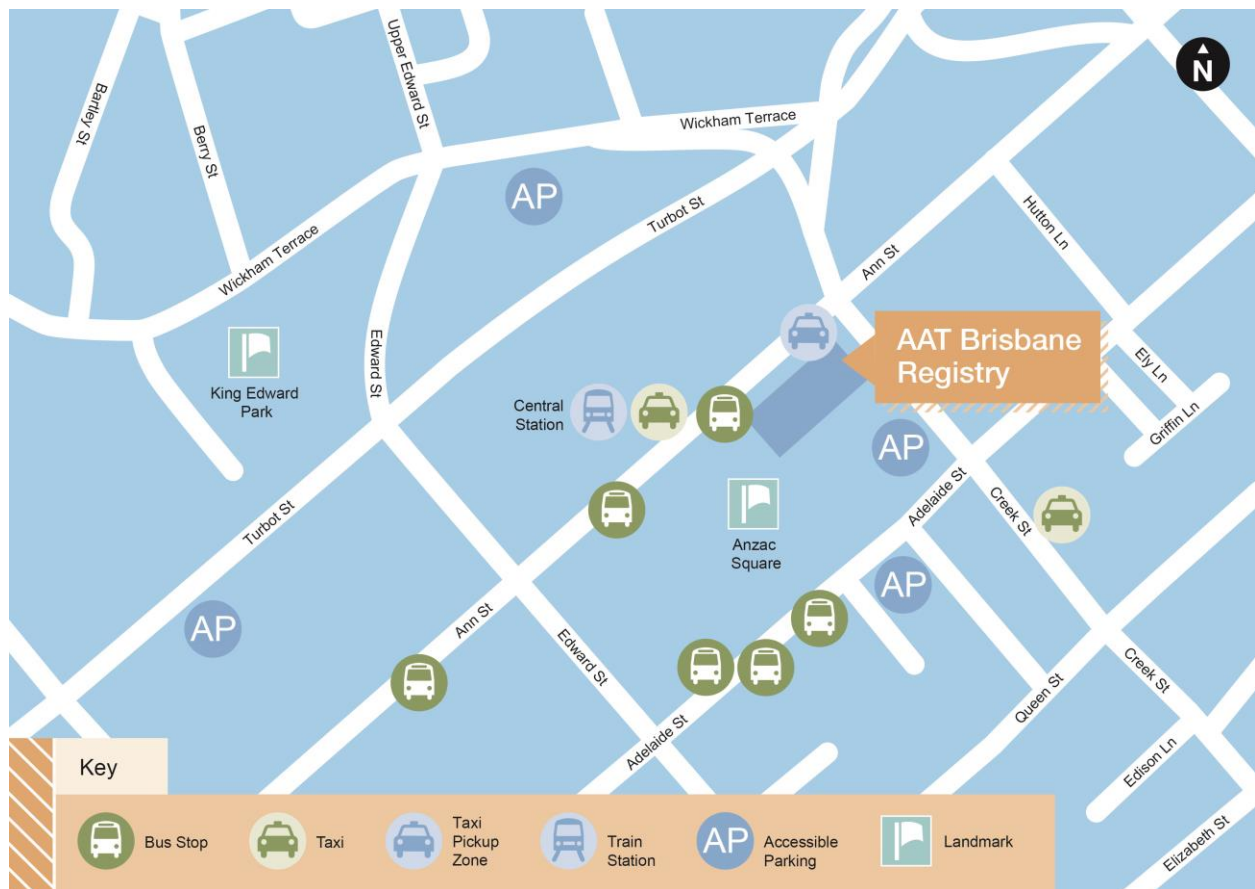 N
Upper Edward St
Bartley St
Berry St
Wickham Terrace
AP
Turbot St
Hutton Ln
Wickham Terrace
Ann St
AAT Brisbane
Registry
Ely Ln
Edward St
King Edward
Park
Central
Station
Griffin Ln
AP
Adelaide St
Creek St
Turbot St
Anzac
Square
AP
AP
Ann St
Edward St
Creek St
Queen St
Adelaide St
Edison Ln
Elizabeth St
Key
Bus Stop
Taxi
Taxi
Pickup
Zone
Train
Station
AP
Accessible
Parking
Landmark